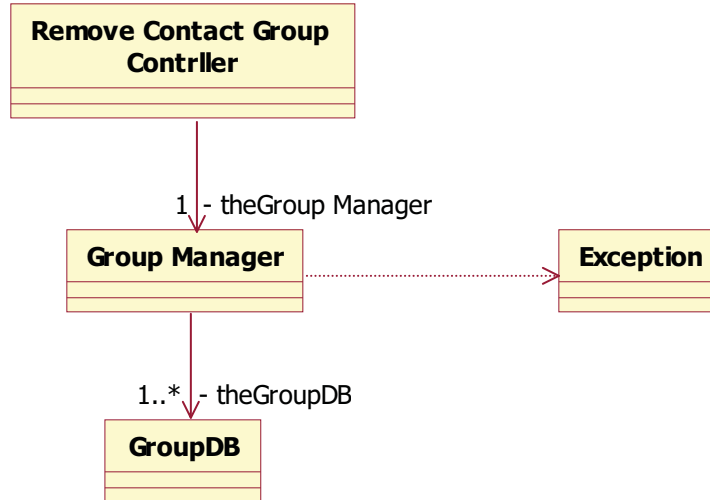 Remove Contact Group
Contrller
1 - theGroup Manager
Group Manager
Exception
1..* - theGroupDB
GroupDB